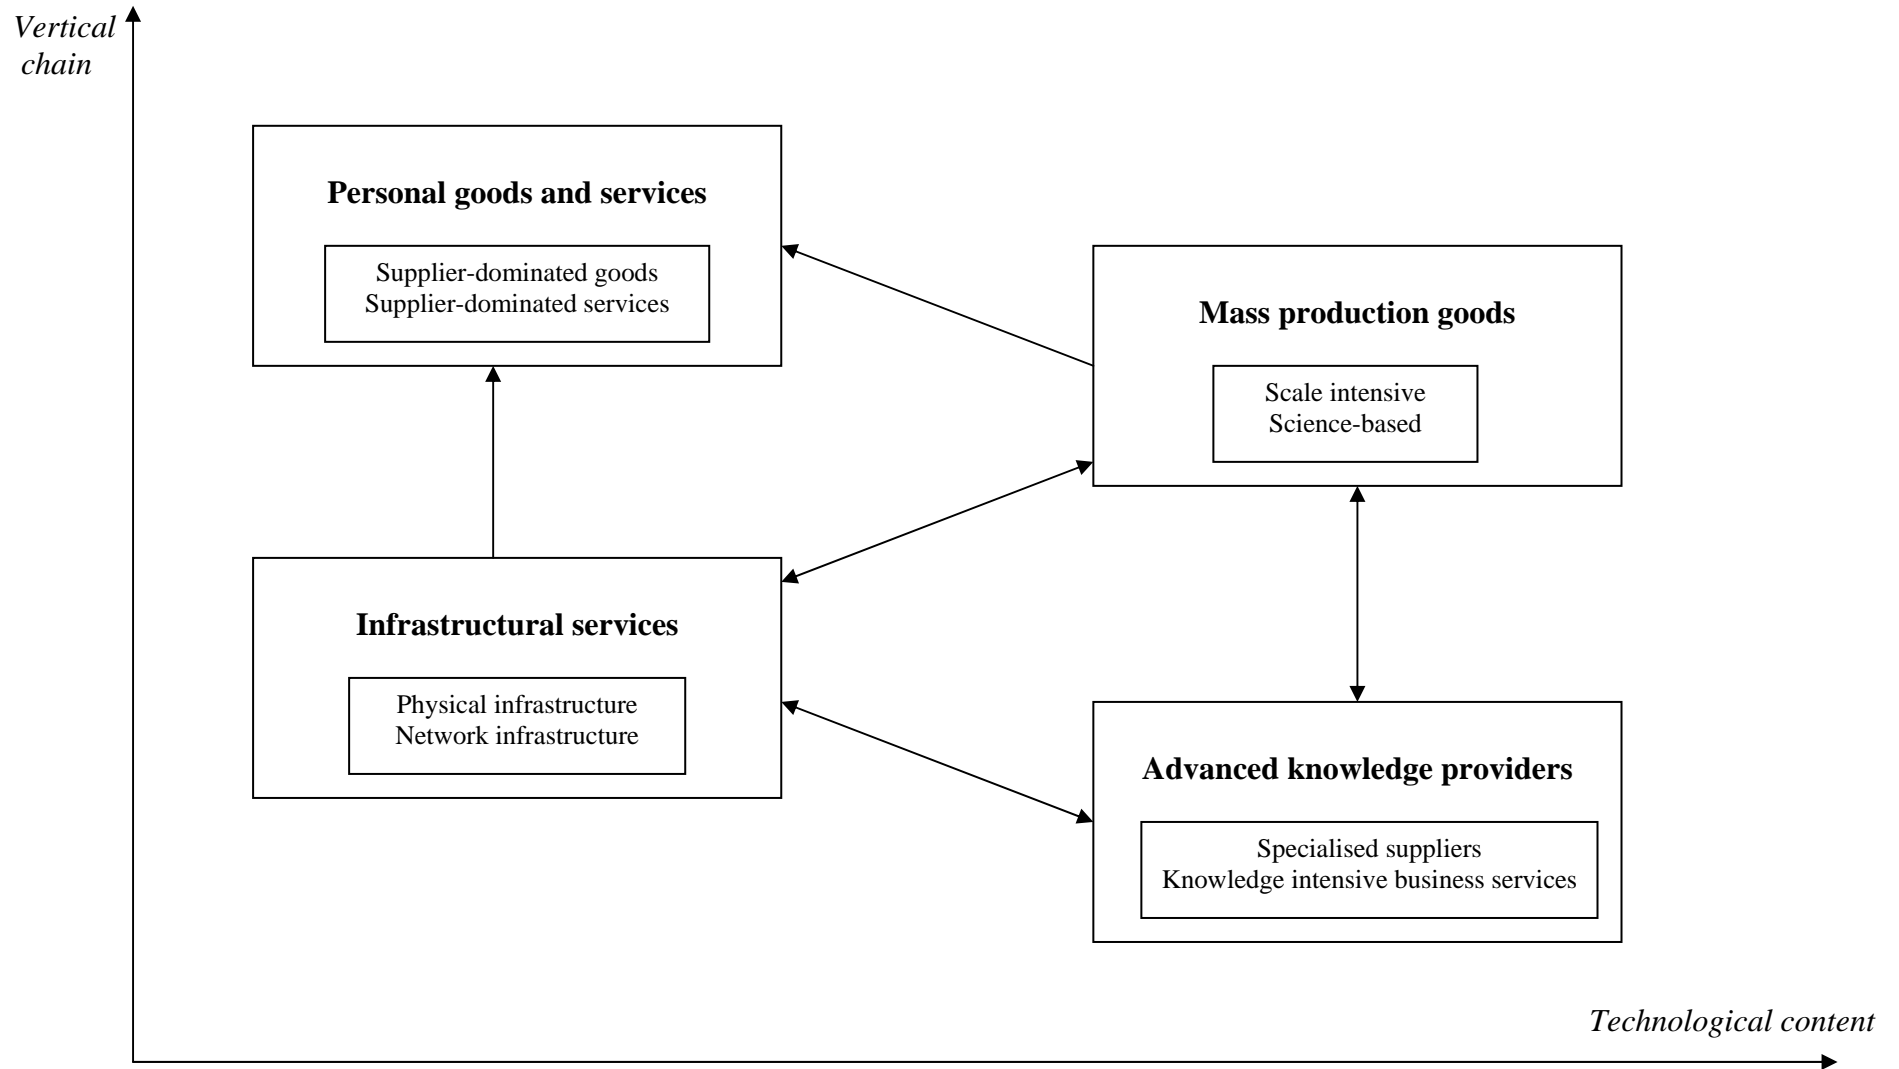 Vertical
chain
Personal goods and services
Supplier-dominated goods
Supplier-dominated services
Mass production goods
Scale intensive
Science-based
Infrastructural services
Physical infrastructure
Network infrastructure
Advanced knowledge providers
Specialised suppliers
Knowledge intensive business services
Technological content